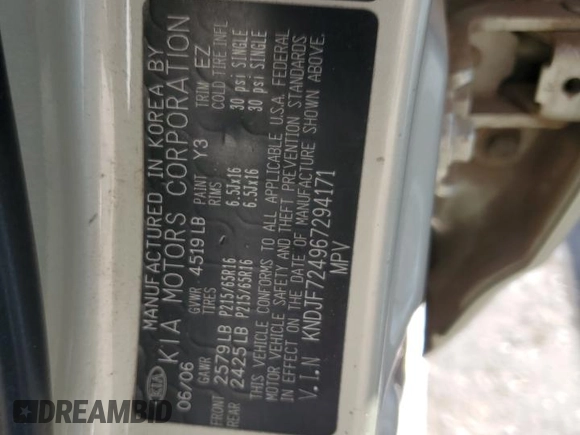 MANUFACTURED IN KOREA BY
KIA KIA MOTORS CORPORATION
06/06 GVWR 4519LB PAINT Y3 TRIM EZ
GAWR TIRES RIMS COLD TIRE INFL
FRONT 2579LB P215/65R16 6.5Jx16 30 psi SINGLE
REAR 2425LB P215/65R16 6.5Jx16 30 psi SINGLE
THIS VEHICLE CONFORMS TO ALL APPLICABLE U.S.A. FEDERAL
MOTOR VEHICLE SAFETY AND THEFT PREVENTION STANDARDS
IN EFFECT ON THE DATE OF MANUFACTURE SHOWN ABOVE.
V.I.N KNDJF724967294171
MPV
DREAMBID